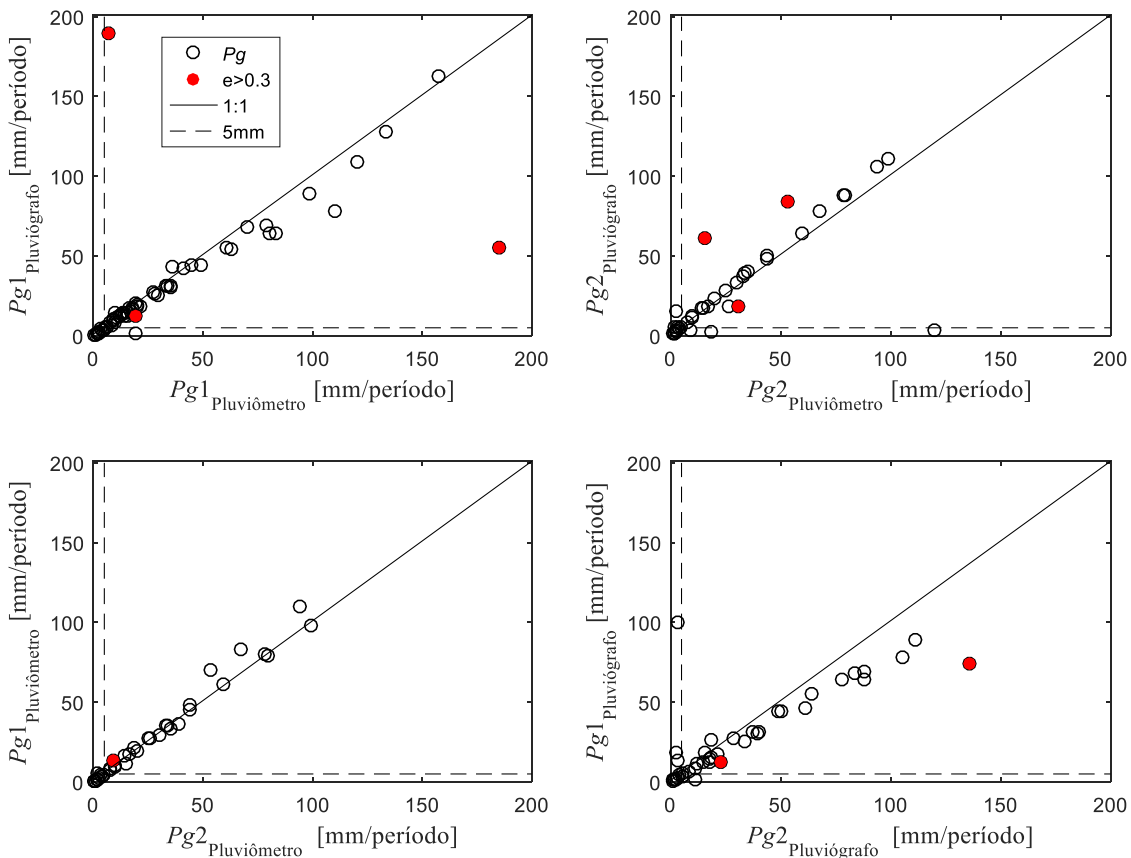 200
150
100
50
0
Pg1Pluviógrafo [mm/período]
Pg
e>0.3
1:1
5mm
0 50 100 150 200
Pg1Pluviômetro [mm/período]
200
150
100
50
0
Pg2Pluviógrafo [mm/período]
0 50 100 150 200
Pg2Pluviômetro [mm/período]
200
150
100
50
0
Pg1Pluviômetro [mm/período]
0 50 100 150 200
Pg2Pluviômetro [mm/período]
200
150
100
50
0
Pg1Pluviógrafo [mm/período]
0 50 100 150 200
Pg2Pluviógrafo [mm/período]